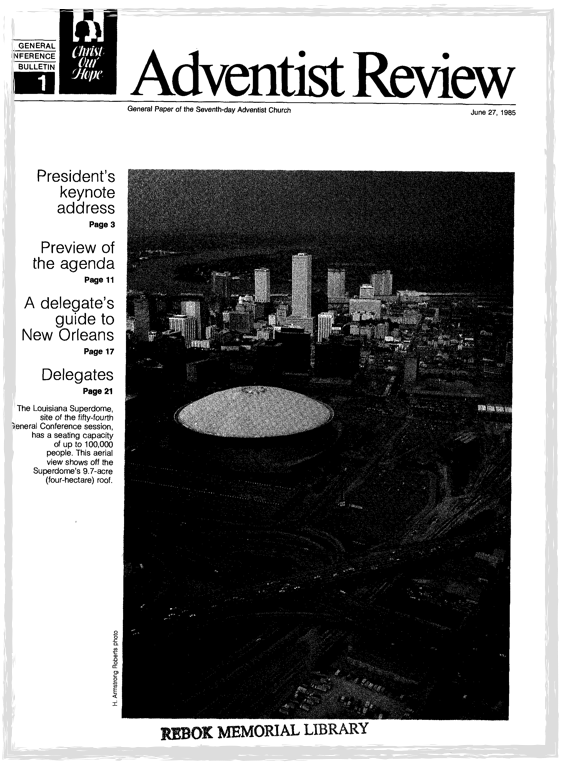 GENERAL
NFERENCE
BULLETIN
1
Christ
Our
Hope
Adventist Review
General Paper of the Seventh-day Adventist Church
June 27, 1985
President's
keynote
address
Page 3
Preview of
the agenda
Page 11
A delegate's
guide to
New Orleans
Page 17
Delegates
Page 21
The Louisiana Superdome,
site of the fifty-fourth
General Conference session,
has a seating capacity
of up to 100,000
people. This aerial
view shows off the
Superdome's 9.7-acre
(four-hectare) roof.
H. Armstrong Roberts photo
REBOK MEMORIAL LIBRARY